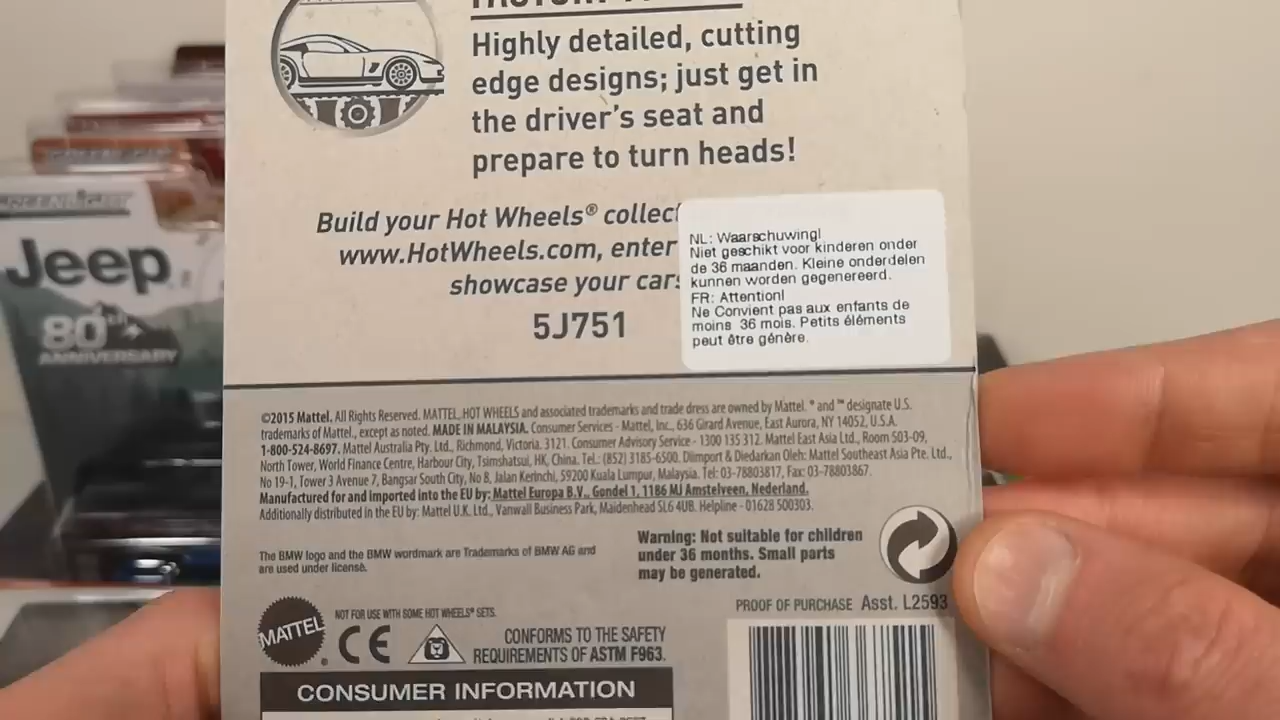 Highly detailed, cutting
edge designs; just get in
the driver's seat and
prepare to turn heads!
Build your Hot Wheels®
www.HotWheels.com, enter
showcase your
5J751
NL: Waarschuwing!
Niet geschikt voor kinderen onder
de 36 maanden. Kleine onderdelen
kunnen worden gegenereerd.
FR: Attention!
Ne Convient pas aux enfants de
moins 36 mois. Petits éléments
peut être génère.
©2015 Mattel. All Rights Reserved. MATTEL, HOT WHEELS and associated trademarks and trade dress are owned by Mattel. ® and ™ designate U.S.
trademarks of Mattel., except as noted. MADE IN MALAYSIA. Consumer Services - Mattel, Inc., 636 Girard Avenue, East Aurora, NY 14052, U.S.A.
1-800-524-8697. Mattel Australia Pty. Ltd., Richmond, Victoria. 3121. Consumer Advisory Service - 1300 135 312. Mattel East Asia Ltd., Room 503-09,
North Tower, World Finance Centre, Harbour City, Tsimshatsui, HK, China. Tel.: (852) 3185-6500. Diimport & Diedarkan Oleh: Mattel Southeast Asia Pte. Ltd.,
No 19-1, Tower 3 Avenue 7, Bangsar South City, No 8, Jalan Kerinchi, 59200 Kuala Lumpur, Malaysia. Tel: 03-78803817, Fax: 03-78803867.
Manufactured for and imported into the EU by: Mattel Europa B.V., Gondel 1, 1186 MJ Amstelveen, Nederland.
Additionally distributed in the EU by: Mattel U.K. Ltd., Vanwall Business Park, Maidenhead SL6 4UB. Helpline - 01628 500303.
The BMW logo and the BMW wordmark are Trademarks of BMW AG and
are used under license.
Warning: Not suitable for children
under 36 months. Small parts
may be generated.
PROOF OF PURCHASE Asst. L2593
MATTEL
NOT FOR USE WITH SOME HOT WHEELS® SETS.
CE
CONFORMS TO THE SAFETY
REQUIREMENTS OF ASTM F963.
CONSUMER INFORMATION
GREENLIGHT
Jeep
80th
ANNIVERSARY